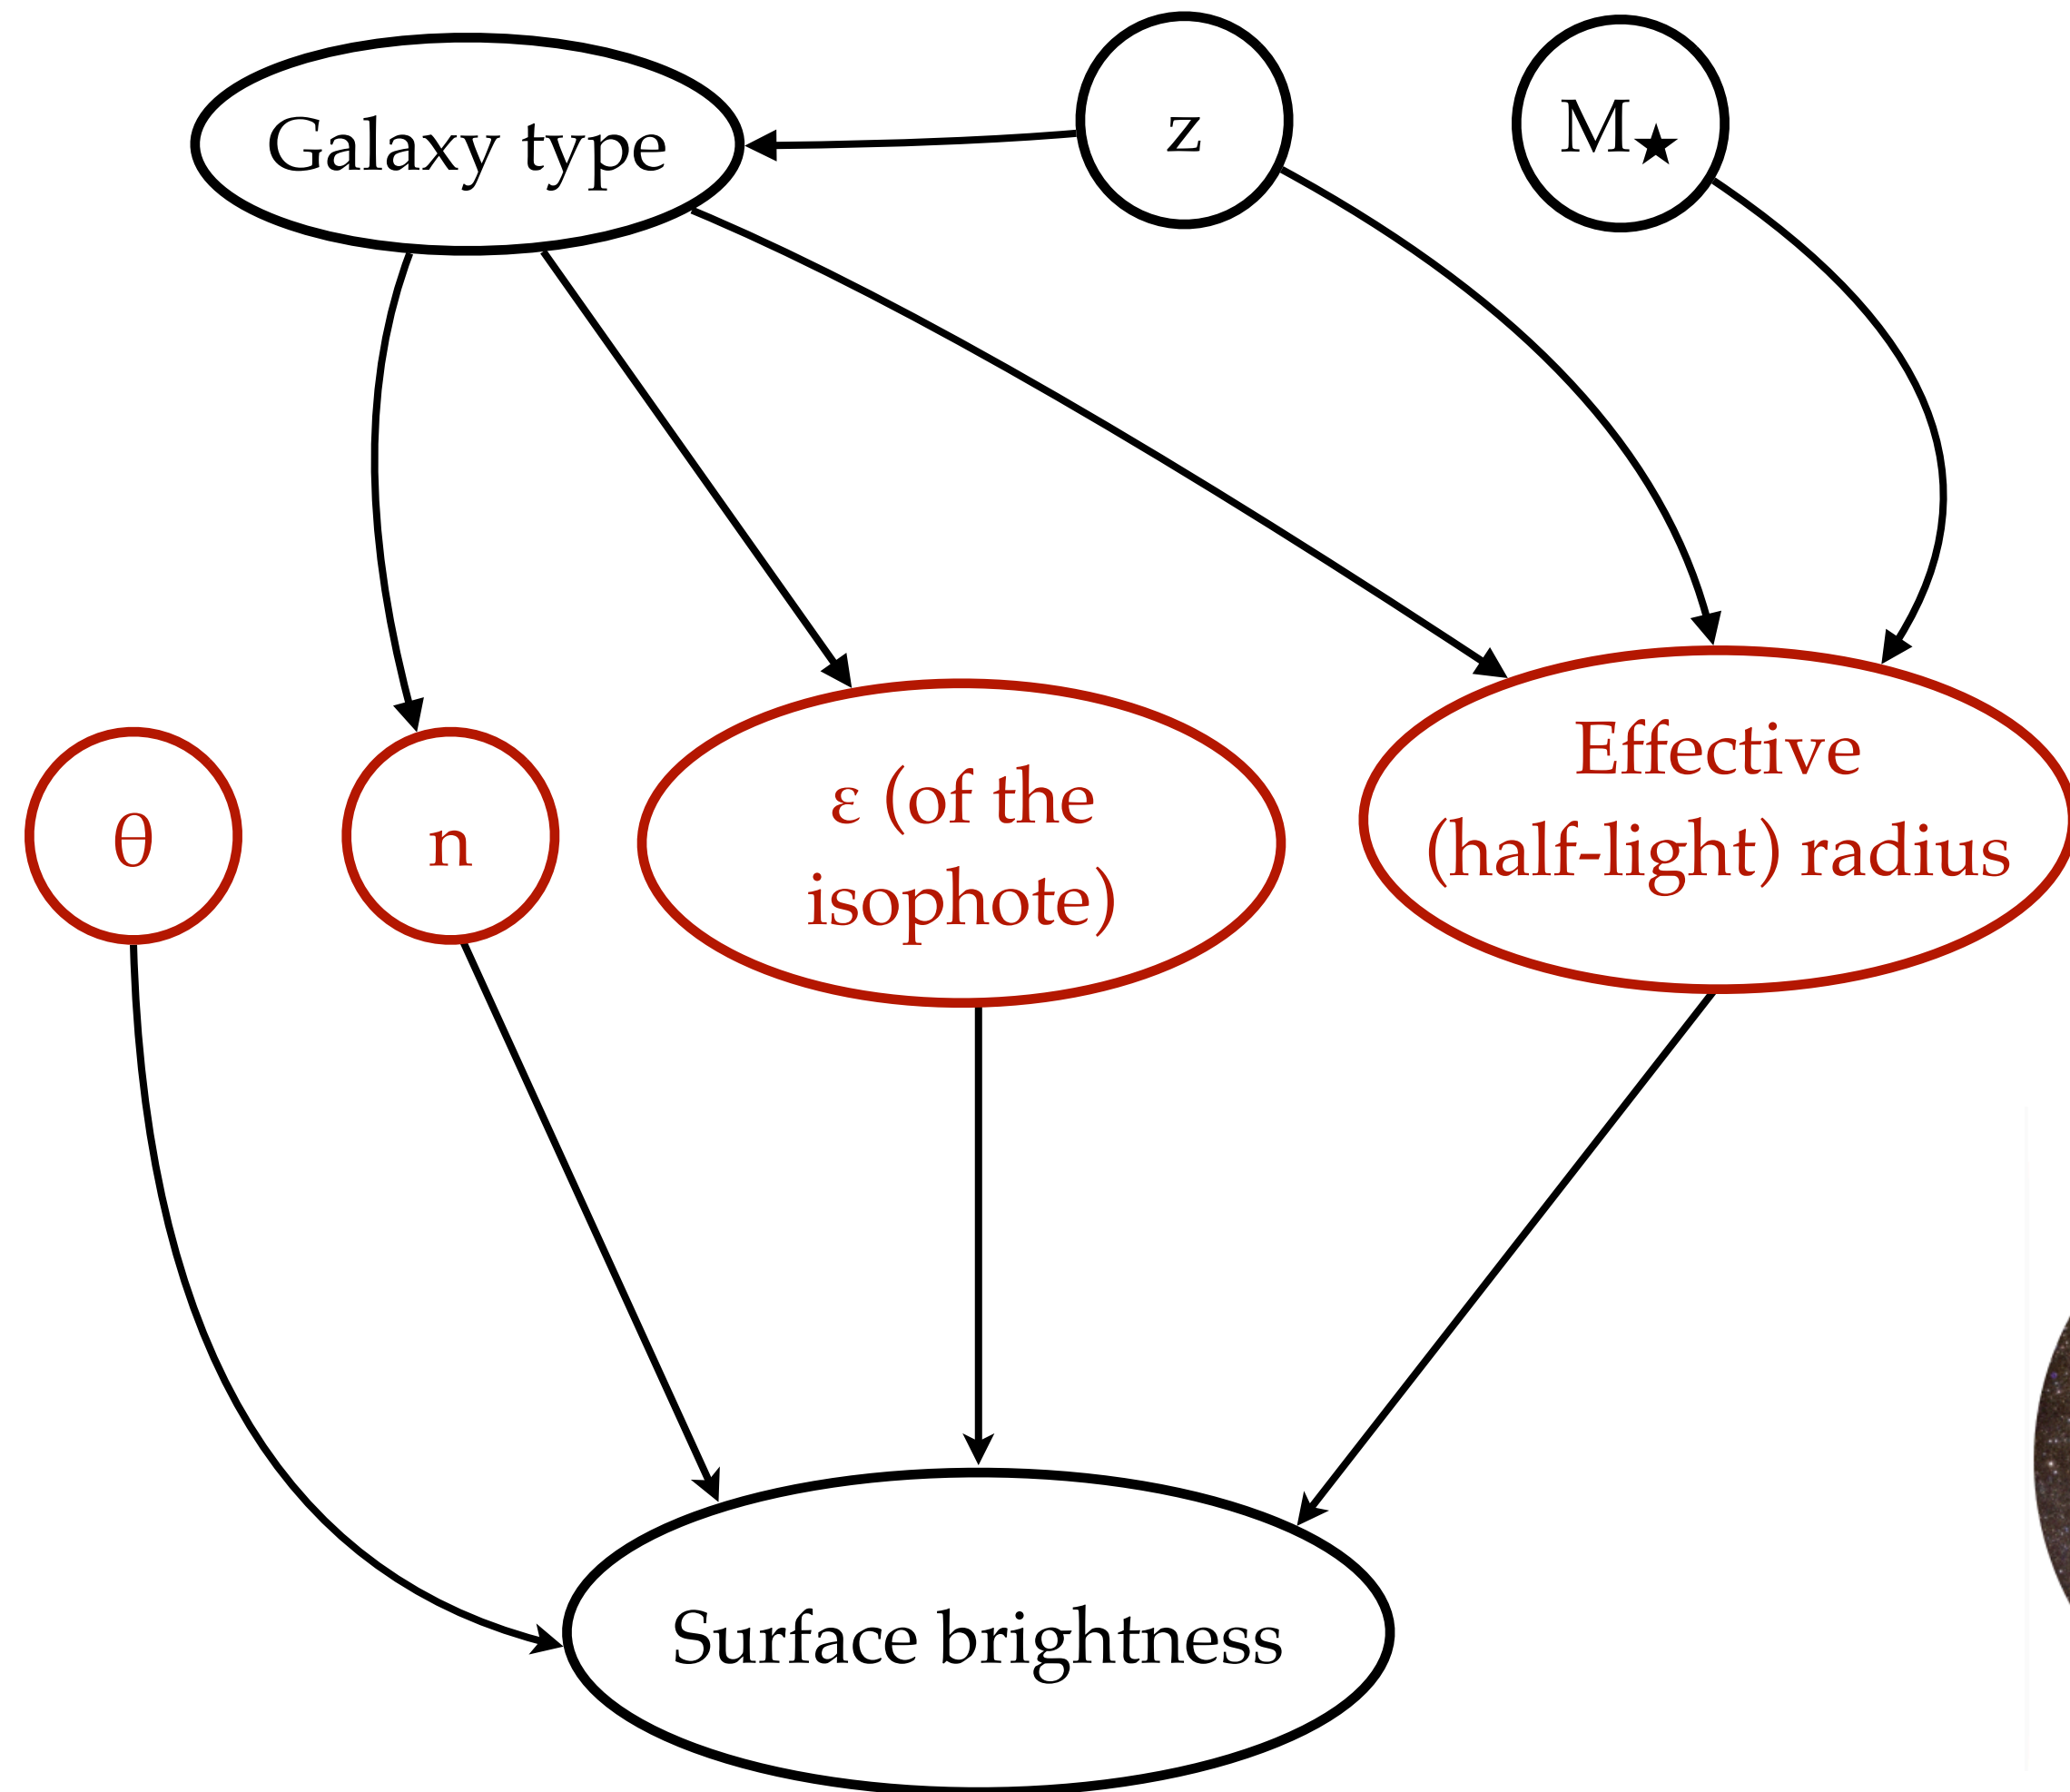 Galaxy type
z
M★
θ
n
ε (of the
isophote)
Effective
(half-light) radius
Surface brightness